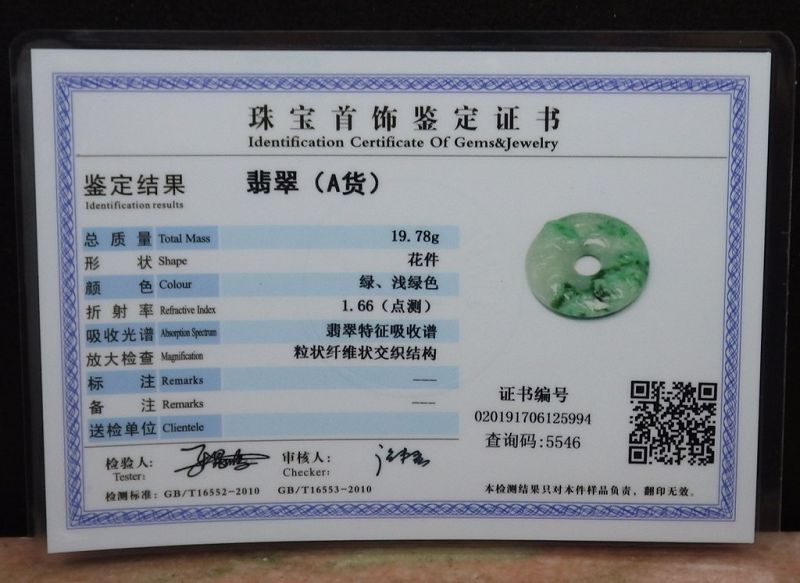 珠宝首饰鉴定证书
Identification Certificate Of Gems&Jewelry
鉴定结果 翡翠（A货）
Identification results
总质量 Total Mass 19.78g
形状 Shape 花件
颜色 Colour 绿、浅绿色
折射率 Refractive Index 1.66（点测）
吸收光谱 Absorption Spectrum 翡翠特征吸收谱
放大检查 Magnification 粒状纤维状交织结构
标注 Remarks ———
备注 Remarks ———
送检单位 Clientele
证书编号
020191706125994
查询码:5546
检验人: 审核人:
Tester: Checker:
检测标准: GB/T16552-2010 GB/T16553-2010
本检测结果只对本件样品负责，翻印无效。